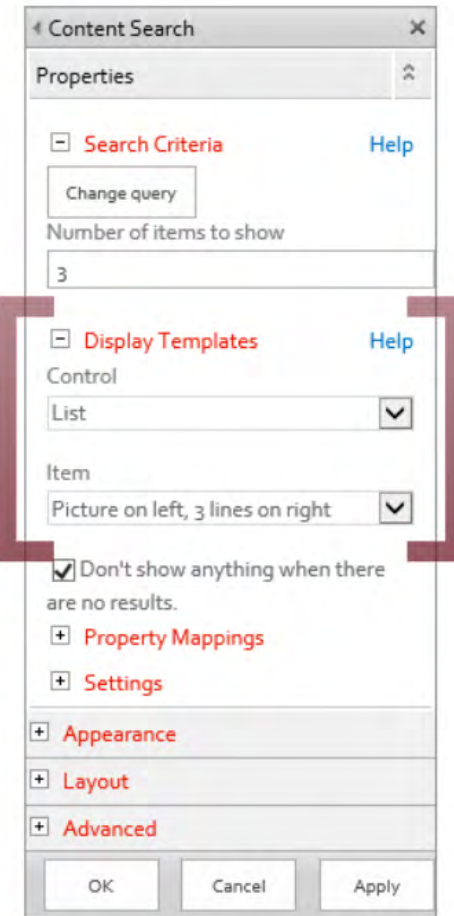 Content Search
Properties
Search Criteria Help
Change query
Number of items to show
3
Display Templates Help
Control
List
Item
Picture on left, 3 lines on right
Don't show anything when there
are no results.
Property Mappings
Settings
Appearance
Layout
Advanced
OK Cancel Apply